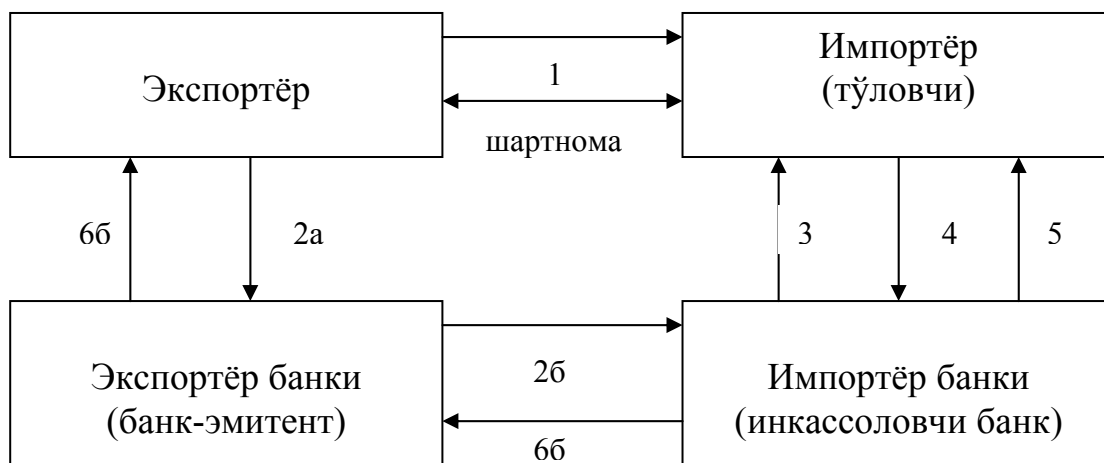 Экспортёр
1
шартнома
Импортёр
(тўловчи)
6б
2а
3
4
5
Экспортёр банки
(банк-эмитент)
2б
6б
Импортёр банки
(инкассоловчи банк)